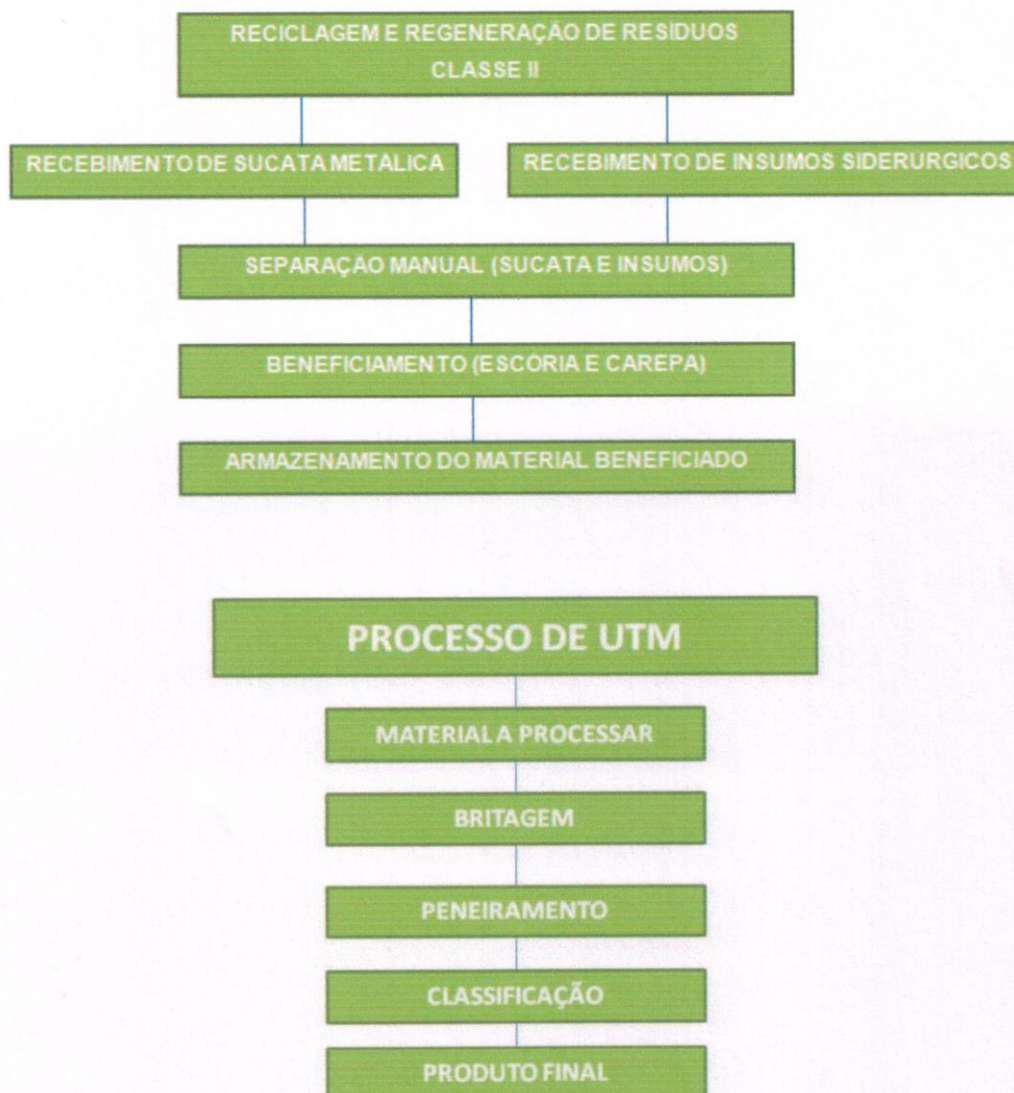 RECICLAGEM E REGENERAÇÃO DE RESIDUOS
CLASSE II
RECEBIMENTO DE SUCATA METALICA
RECEBIMENTO DE INSUMOS SIDERURGICOS
SEPARAÇÃO MANUAL (SUCATA E INSUMOS)
BENEFICIAMENTO (ESCÓRIA E CAREPA)
ARMAZENAMENTO DO MATERIAL BENEFICIADO
PROCESSO DE UTM
MATERIAL A PROCESSAR
BRITAGEM
PENEIRAMENTO
CLASSIFICAÇÃO
PRODUTO FINAL